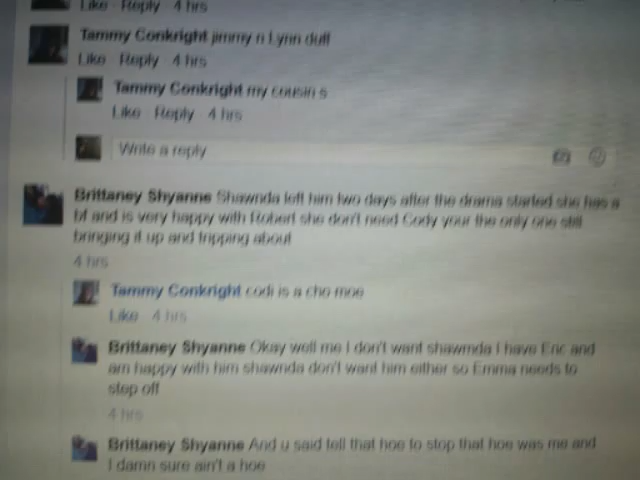 Like Reply 4 hrs
Tammy Conkright jimmy n Lynn duff
Like Reply 4 hrs
Tammy Conkright my cousin s
Like Reply 4 hrs
Write a reply
Brittaney Shyanne Shawnda left him two days after the drama started she has a
bf and is very happy with Robert she don't need Cody your the only one still
bringing it up and tripping about
4 hrs
Tammy Conkright codi is a cho moe
Like 4 hrs
Brittaney Shyanne Okay well me I don't want shawnda I have Eric and
am happy with him shawnda don't want him either so Emma needs to
step off
4 hrs
Brittaney Shyanne And u said tell that hoe to stop that hoe was me and
I damn sure ain't a hoe